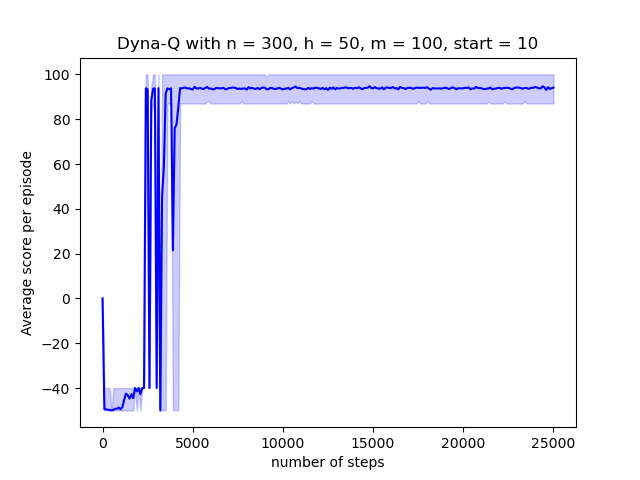 Dyna-Q with n = 300, h = 50, m = 100, start = 10
100
80
60
40
20
0
−20
−40
Average score per episode
0 5000 10000 15000 20000 25000
number of steps